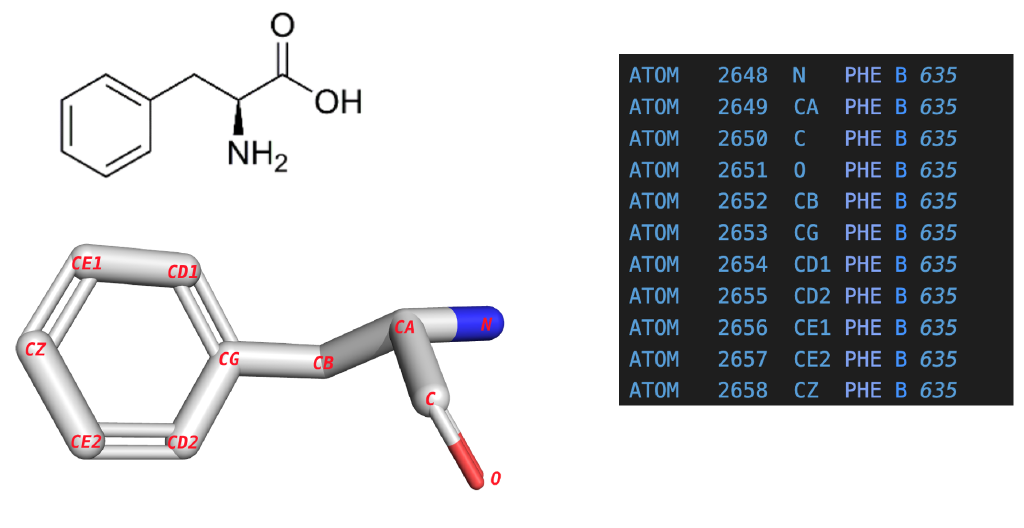 O
OH
NH2
CE1
CD1
CZ
CG
CB
CA
N
C
CE2
CD2
O
ATOM 2648 N PHE B 635
ATOM 2649 CA PHE B 635
ATOM 2650 C PHE B 635
ATOM 2651 O PHE B 635
ATOM 2652 CB PHE B 635
ATOM 2653 CG PHE B 635
ATOM 2654 CD1 PHE B 635
ATOM 2655 CD2 PHE B 635
ATOM 2656 CE1 PHE B 635
ATOM 2657 CE2 PHE B 635
ATOM 2658 CZ PHE B 635